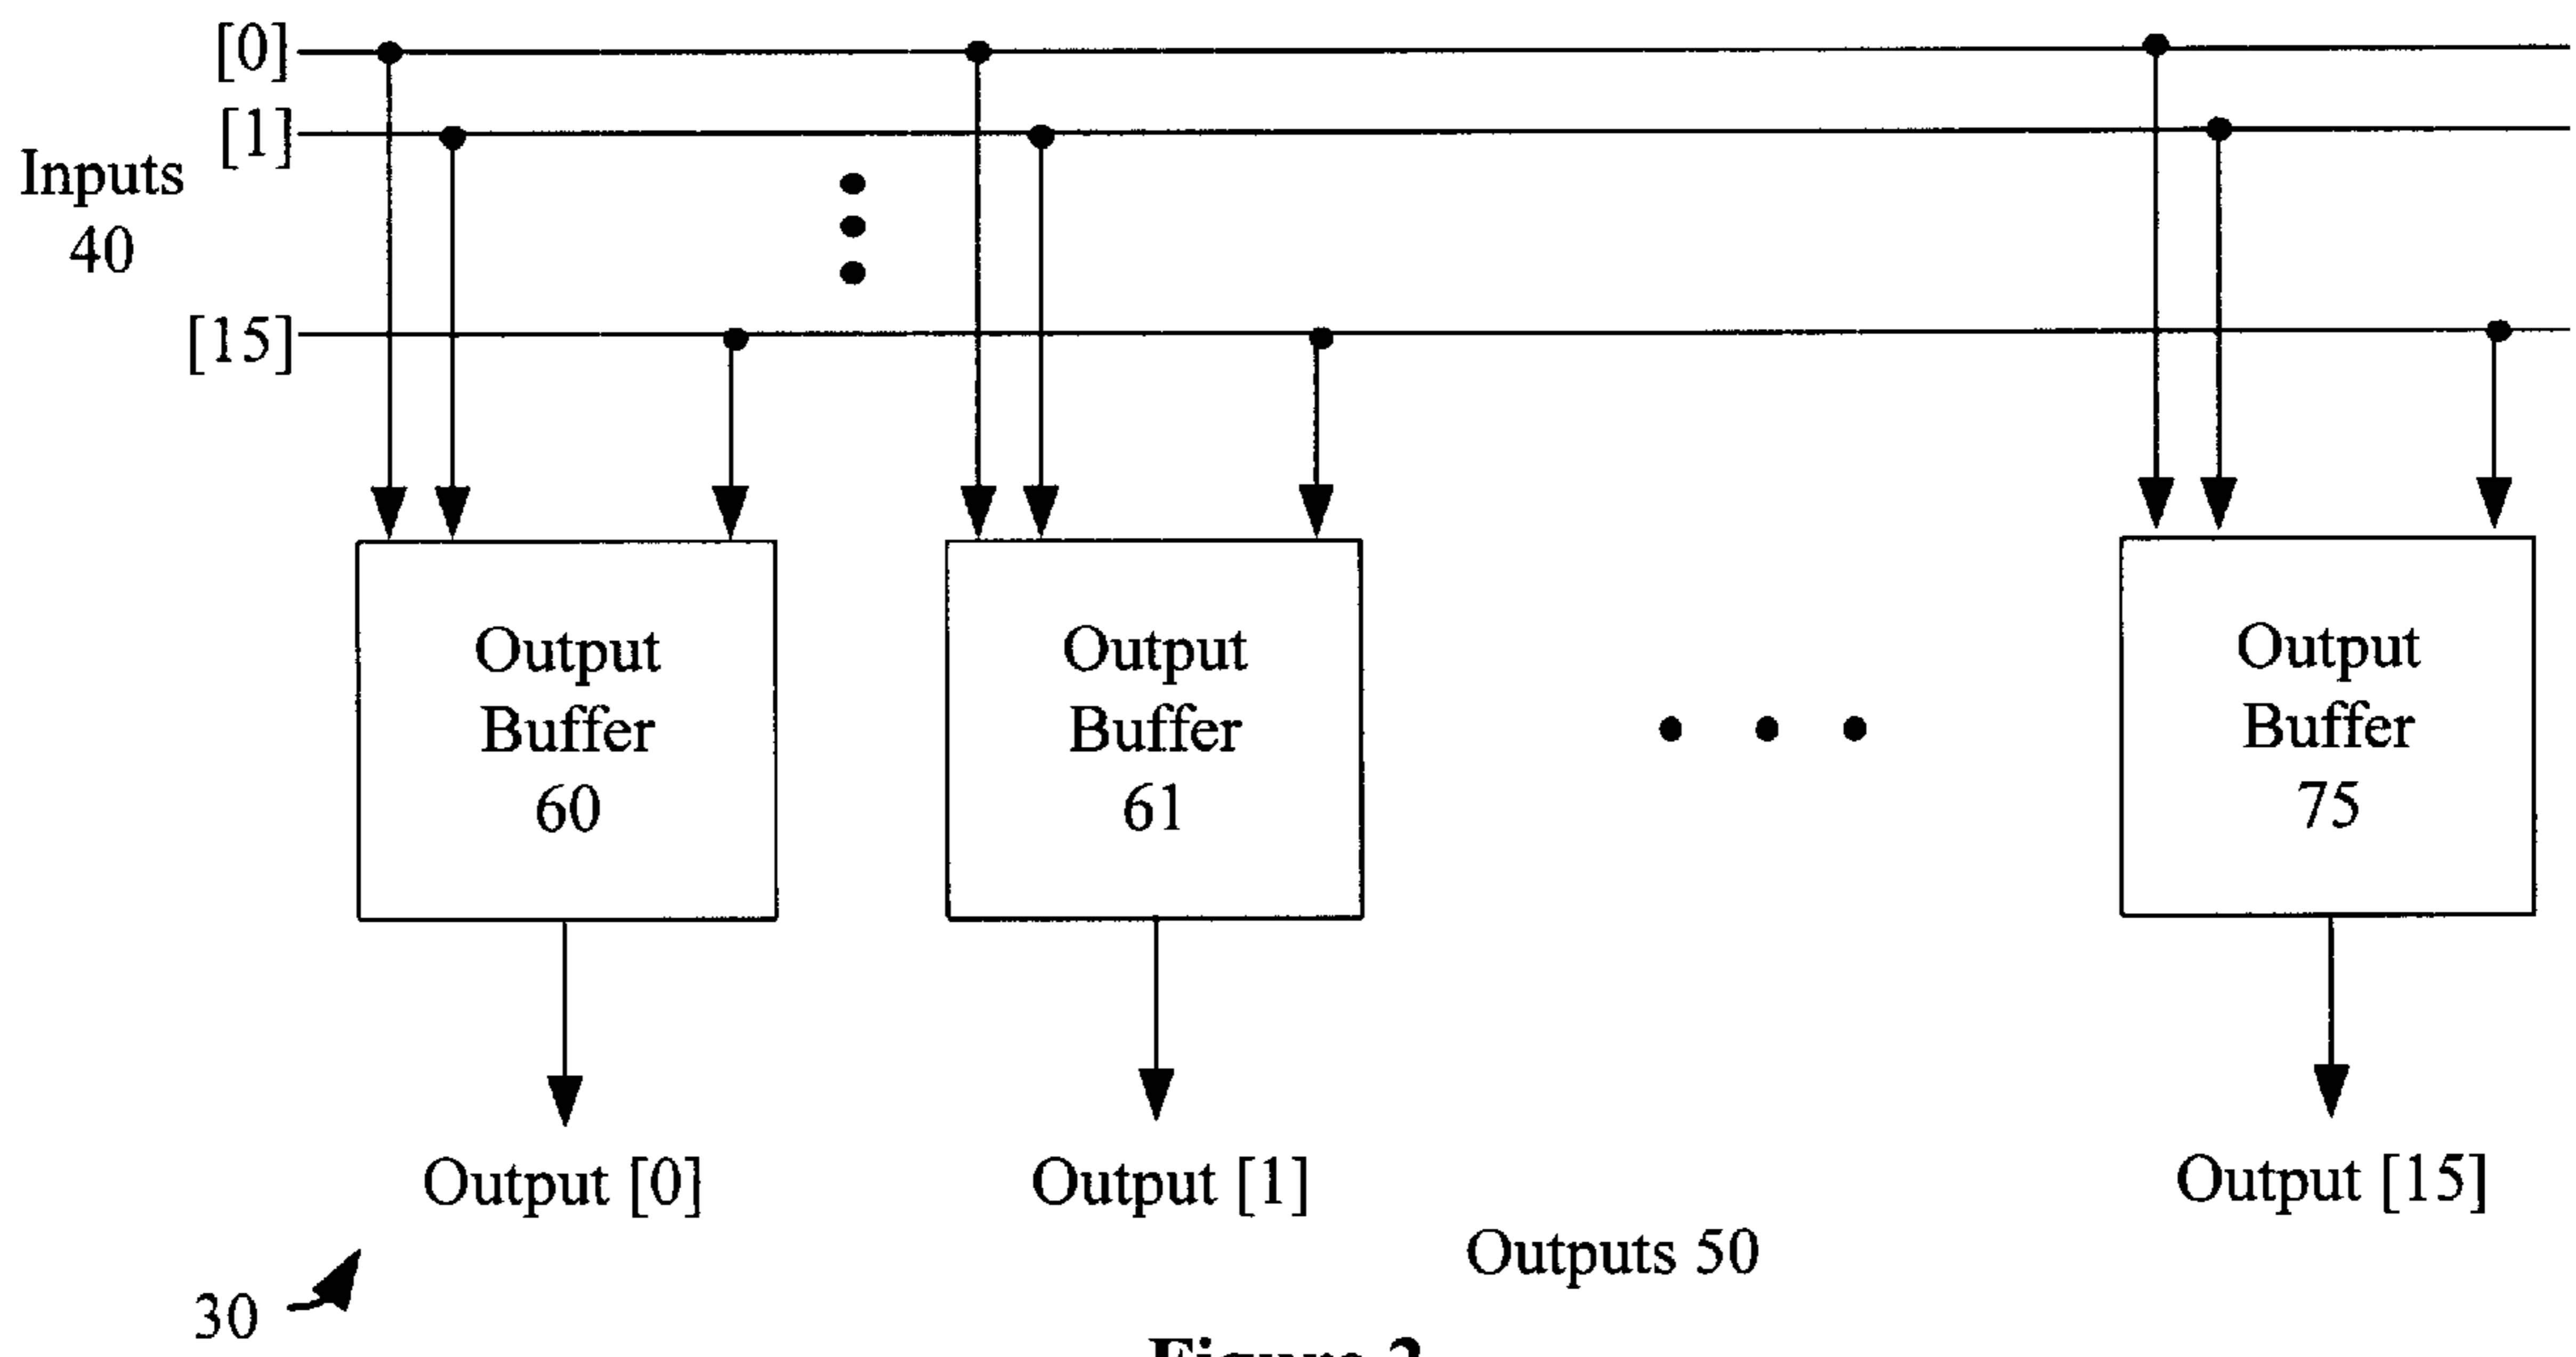 [0]
[1]
Inputs
40
[15]
Output
Buffer
60
Output
Buffer
61
Output
Buffer
75
Output [0]
Output [1]
Output [15]
Outputs 50
30